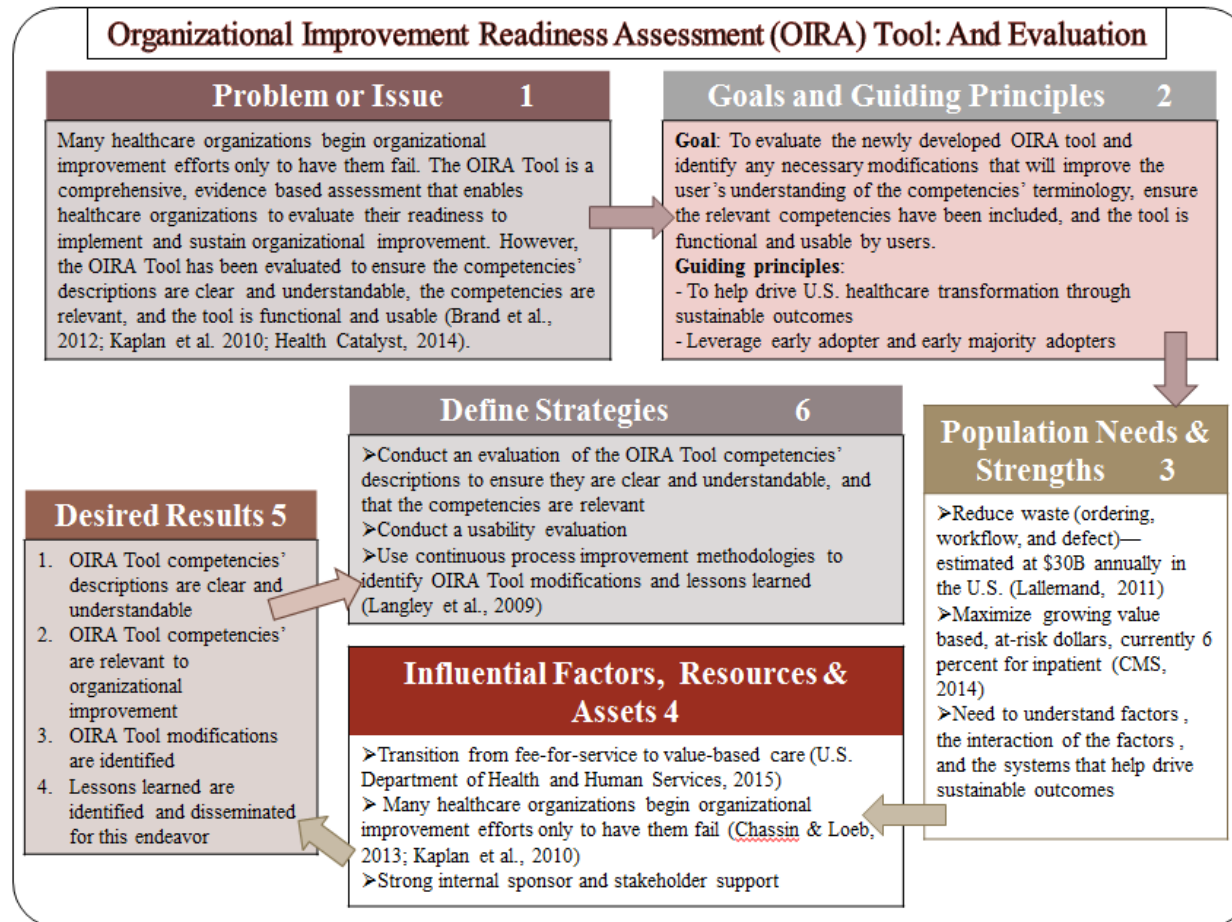 Organizational Improvement Readiness Assessment (OIRA) Tool: And Evaluation
Problem or Issue 1
Many healthcare organizations begin organizational
improvement efforts only to have them fail. The OIRA Tool is a
comprehensive, evidence based assessment that enables
healthcare organizations to evaluate their readiness to
implement and sustain organizational improvement. However,
the OIRA Tool has been evaluated to ensure the competencies'
descriptions are clear and understandable, the competencies are
relevant, and the tool is functional and usable (Brand et al.,
2012; Kaplan et al. 2010; Health Catalyst, 2014).
Goals and Guiding Principles 2
Goal: To evaluate the newly developed OIRA tool and
identify any necessary modifications that will improve the
user's understanding of the competencies' terminology, ensure
the relevant competencies have been included, and the tool is
functional and usable by users.
Guiding principles:
- To help drive U.S. healthcare transformation through
sustainable outcomes
- Leverage early adopter and early majority adopters
Population Needs &
Strengths 3
➢Reduce waste (ordering,
workflow, and defect)—
estimated at $30B annually in
the U.S. (Lallemand, 2011)
➢Maximize growing value
based, at-risk dollars, currently 6
percent for inpatient (CMS,
2014)
➢Need to understand factors ,
the interaction of the factors ,
and the systems that help drive
sustainable outcomes
Influential Factors, Resources &
Assets 4
➢Transition from fee-for-service to value-based care (U.S.
Department of Health and Human Services, 2015)
➢ Many healthcare organizations begin organizational
improvement efforts only to have them fail (Chassin & Loeb,
2013; Kaplan et al., 2010)
➢Strong internal sponsor and stakeholder support
Desired Results 5
1. OIRA Tool competencies'
descriptions are clear and
understandable
2. OIRA Tool competencies'
are relevant to
organizational
improvement
3. OIRA Tool modifications
are identified
4. Lessons learned are
identified and disseminated
for this endeavor
Define Strategies 6
➢Conduct an evaluation of the OIRA Tool competencies'
descriptions to ensure they are clear and understandable, and
that the competencies are relevant
➢Conduct a usability evaluation
➢Use continuous process improvement methodologies to
identify OIRA Tool modifications and lessons learned
(Langley et al., 2009)